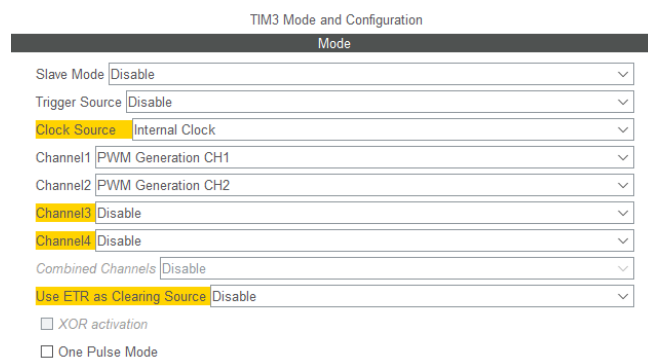 TIM3 Mode and Configuration
Mode
Slave Mode Disable
Trigger Source Disable
Clock Source Internal Clock
Channel1 PWM Generation CH1
Channel2 PWM Generation CH2
Channel3 Disable
Channel4 Disable
Combined Channels Disable
Use ETR as Clearing Source Disable
XOR activation
One Pulse Mode